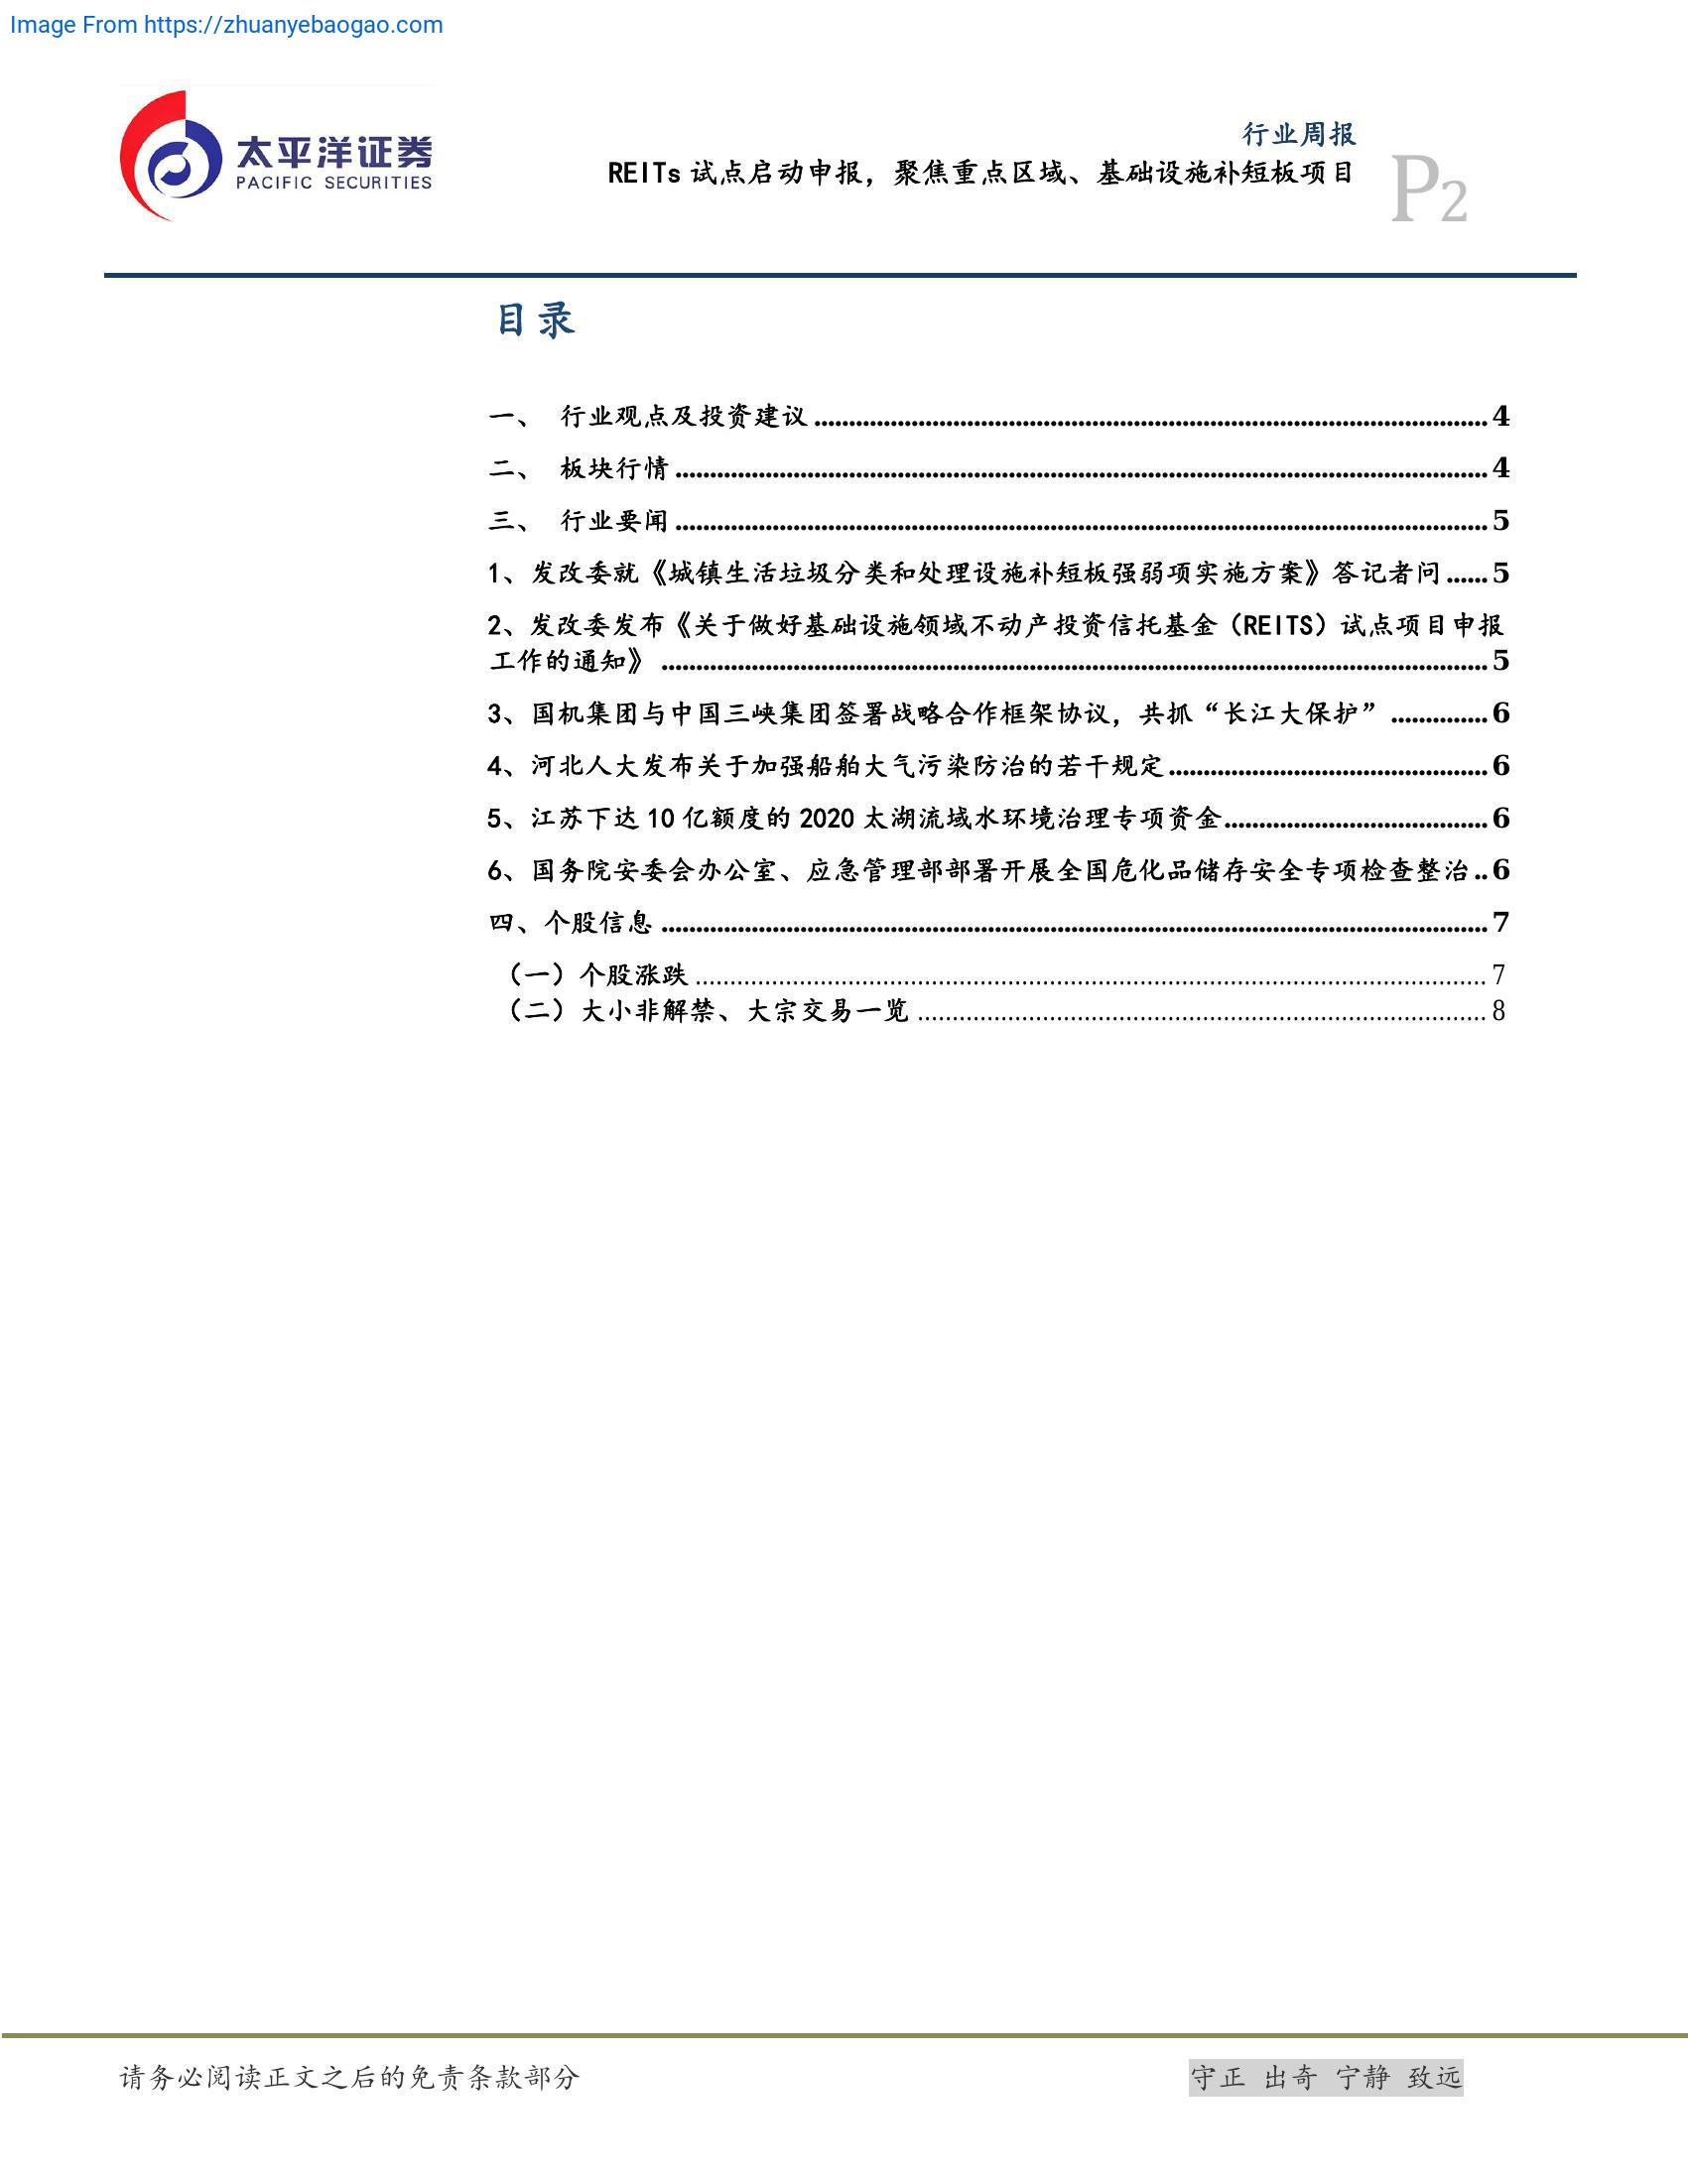 Image From https://zhuanyebaogao.com
太平洋证券
PACIFIC SECURITIES
行业周报
REITs 试点启动申报，聚焦重点区域、基础设施补短板项目
P2
目录
一、 行业观点及投资建议........................................4
二、 板块行情........................................4
三、 行业要闻........................................5
1、发改委就《城镇生活垃圾分类和处理设施补短板强弱项实施方案》答记者问......5
2、发改委发布《关于做好基础设施领域不动产投资信托基金（REITS）试点项目申报
工作的通知》........................................5
3、国机集团与中国三峡集团签署战略合作框架协议，共抓“长江大保护”..............6
4、河北人大发布关于加强船舶大气污染防治的若干规定........................................6
5、江苏下达 10 亿额度的 2020 太湖流域水环境治理专项资金......................................6
6、国务院安委会办公室、应急管理部部署开展全国危化品储存安全专项检查整治..6
四、个股信息........................................7
（一）个股涨跌........................................7
（二）大小非解禁、大宗交易一览........................................8
请务必阅读正文之后的免责条款部分
守正 出奇 宁静 致远